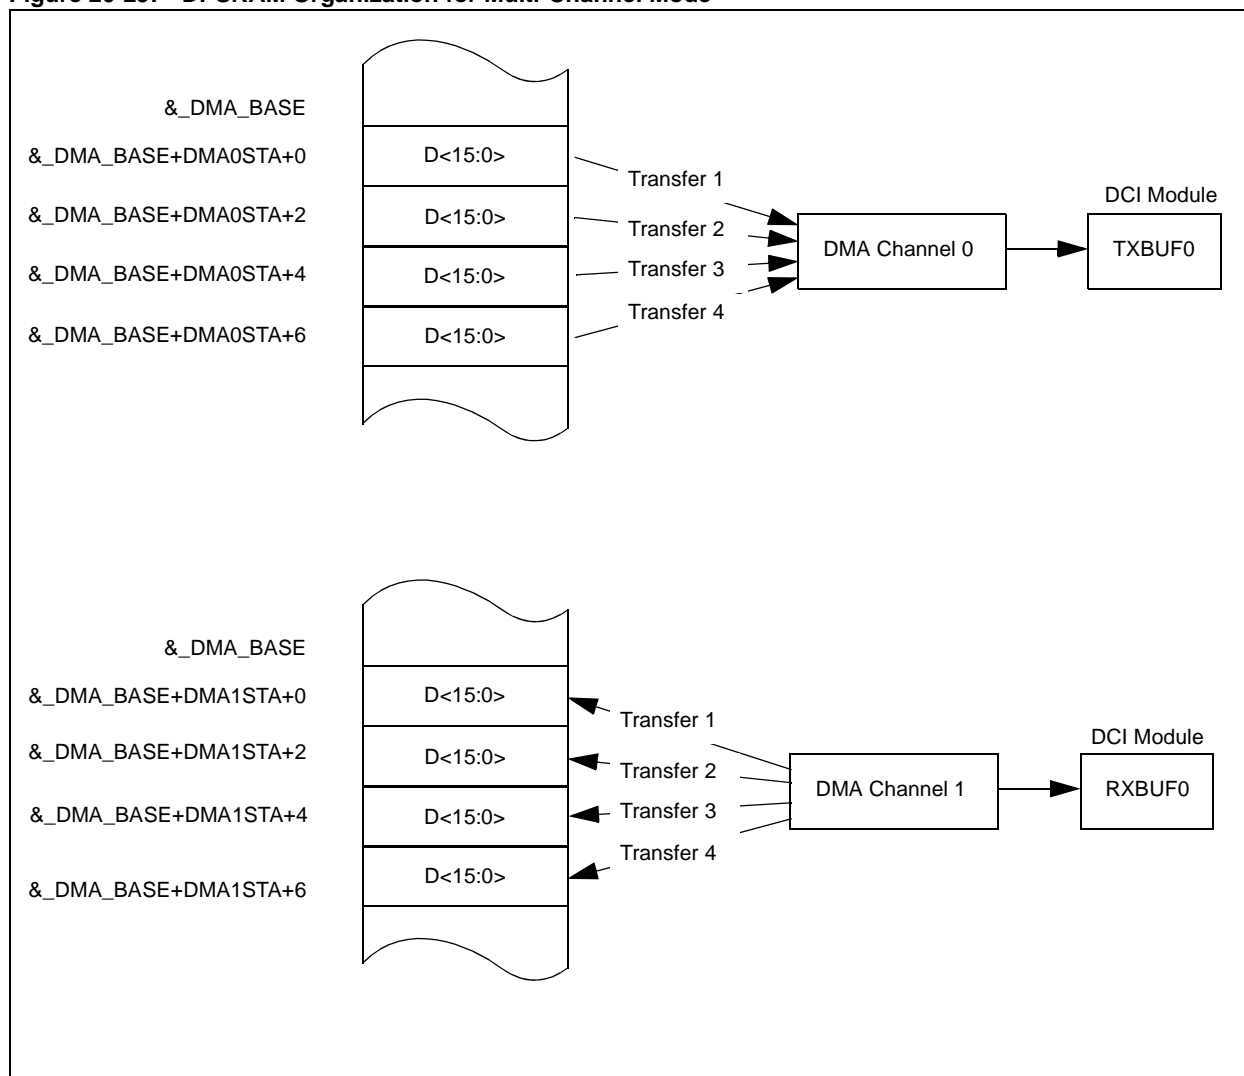 &_DMA_BASE
&_DMA_BASE+DMA0STA+0
D<15:0>
Transfer 1
DCI Module
&_DMA_BASE+DMA0STA+2
D<15:0>
Transfer 2
DMA Channel 0
TXBUF0
&_DMA_BASE+DMA0STA+4
D<15:0>
Transfer 3
Transfer 4
&_DMA_BASE+DMA0STA+6
D<15:0>
&_DMA_BASE
&_DMA_BASE+DMA1STA+0
D<15:0>
Transfer 1
DCI Module
&_DMA_BASE+DMA1STA+2
D<15:0>
Transfer 2
DMA Channel 1
RXBUF0
&_DMA_BASE+DMA1STA+4
D<15:0>
Transfer 3
Transfer 4
&_DMA_BASE+DMA1STA+6
D<15:0>